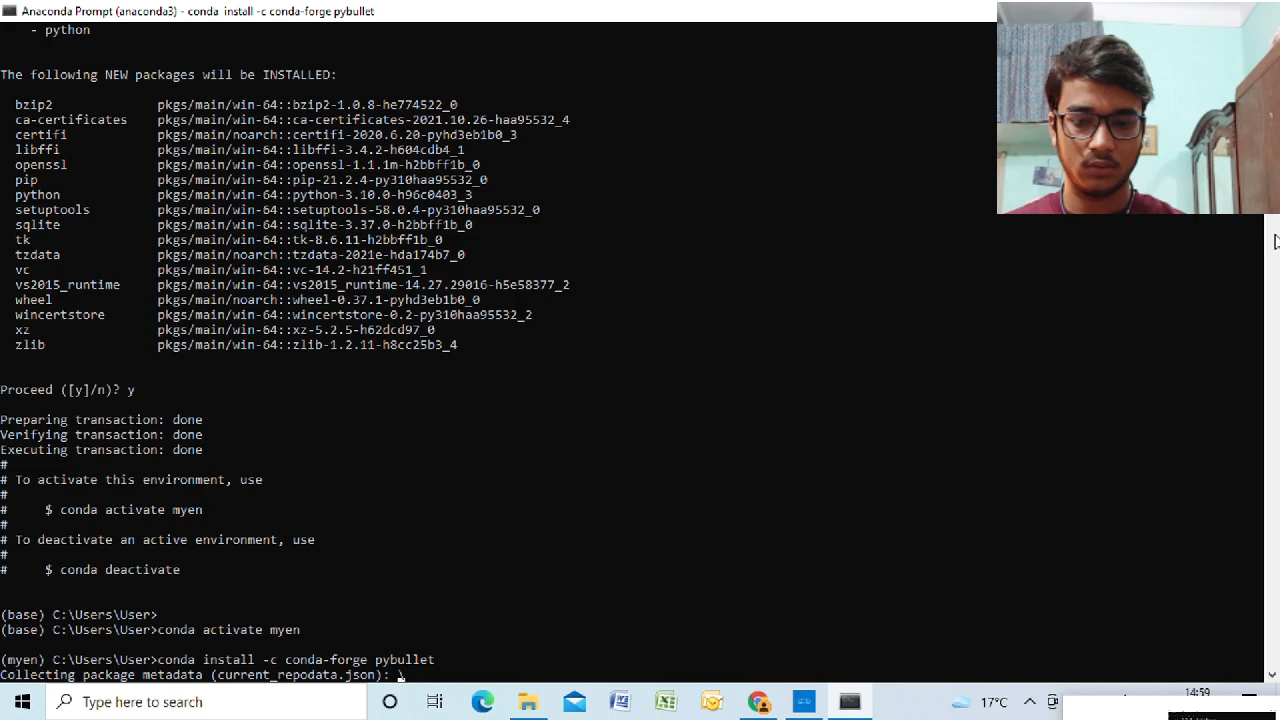 Anaconda Prompt (anaconda3) - conda  install -c conda-forge pybullet
- python
The following NEW packages will be INSTALLED:
bzip2 pkgs/main/win-64::bzip2-1.0.8-he774522_0
ca-certificates pkgs/main/win-64::ca-certificates-2021.10.26-haa95532_4
certifi pkgs/main/noarch::certifi-2020.6.20-pyhd3eb1b0_3
libffi pkgs/main/win-64::libffi-3.4.2-h604cdb4_1
openssl pkgs/main/win-64::openssl-1.1.1m-h2bbff1b_0
pip pkgs/main/win-64::pip-21.2.4-py310haa95532_0
python pkgs/main/win-64::python-3.10.0-h96c0403_3
setuptools pkgs/main/win-64::setuptools-58.0.4-py310haa95532_0
sqlite pkgs/main/win-64::sqlite-3.37.0-h2bbff1b_0
tk pkgs/main/win-64::tk-8.6.11-h2bbff1b_0
tzdata pkgs/main/noarch::tzdata-2021e-hda174b7_0
vc pkgs/main/win-64::vc-14.2-h21ff451_1
vs2015_runtime pkgs/main/win-64::vs2015_runtime-14.27.29016-h5e58377_2
wheel pkgs/main/noarch::wheel-0.37.1-pyhd3eb1b0_0
wincertstore pkgs/main/win-64::wincertstore-0.2-py310haa95532_2
xz pkgs/main/win-64::xz-5.2.5-h62dcd97_0
zlib pkgs/main/win-64::zlib-1.2.11-h8cc25b3_4
Proceed ([y]/n)? y
Preparing transaction: done
Verifying transaction: done
Executing transaction: done
#
# To activate this environment, use
#
#     $ conda activate myen
#
# To deactivate an active environment, use
#
#     $ conda deactivate
(base) C:\Users\User>
(base) C:\Users\User>conda activate myen
(myen) C:\Users\User>conda install -c conda-forge pybullet
Collecting package metadata (current_repodata.json): \
Type here to search
17°C
14:59